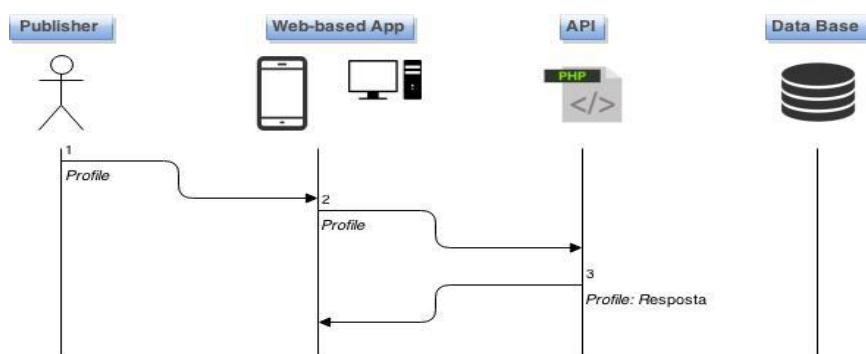 Publisher
Web-based App
API
Data Base
PHP
</>
1
Profile
2
Profile
3
Profile: Resposta